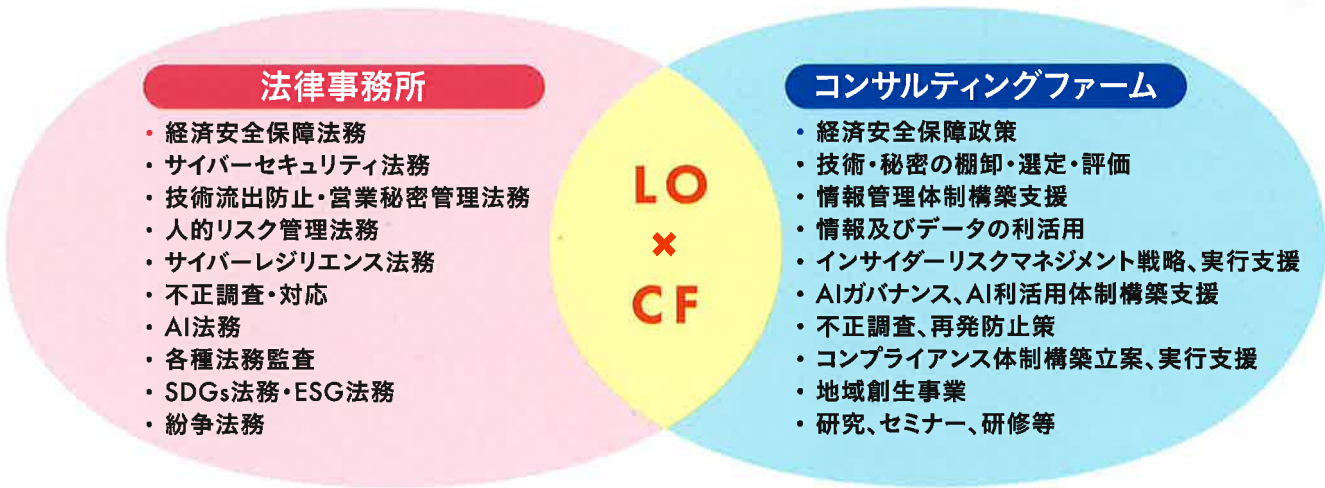 法律事務所
・経済安全保障法務
・サイバーセキュリティ法務
・技術流出防止・営業秘密管理法務
・人的リスク管理法務
・サイバーレジリエンス法務
・不正調査・対応
・AI法務
・各種法務監査
・SDGs法務・ESG法務
・紛争法務
LO
×
CF
コンサルティングファーム
・経済安全保障政策
・技術・秘密の棚卸・選定・評価
・情報管理体制構築支援
・情報及びデータの利活用
・インサイダーリスクマネジメント戦略、実行支援
・AIガバナンス、AI利活用体制構築支援
・不正調査、再発防止策
・コンプライアンス体制構築立案、実行支援
・地域創生事業
・研究、セミナー、研修等